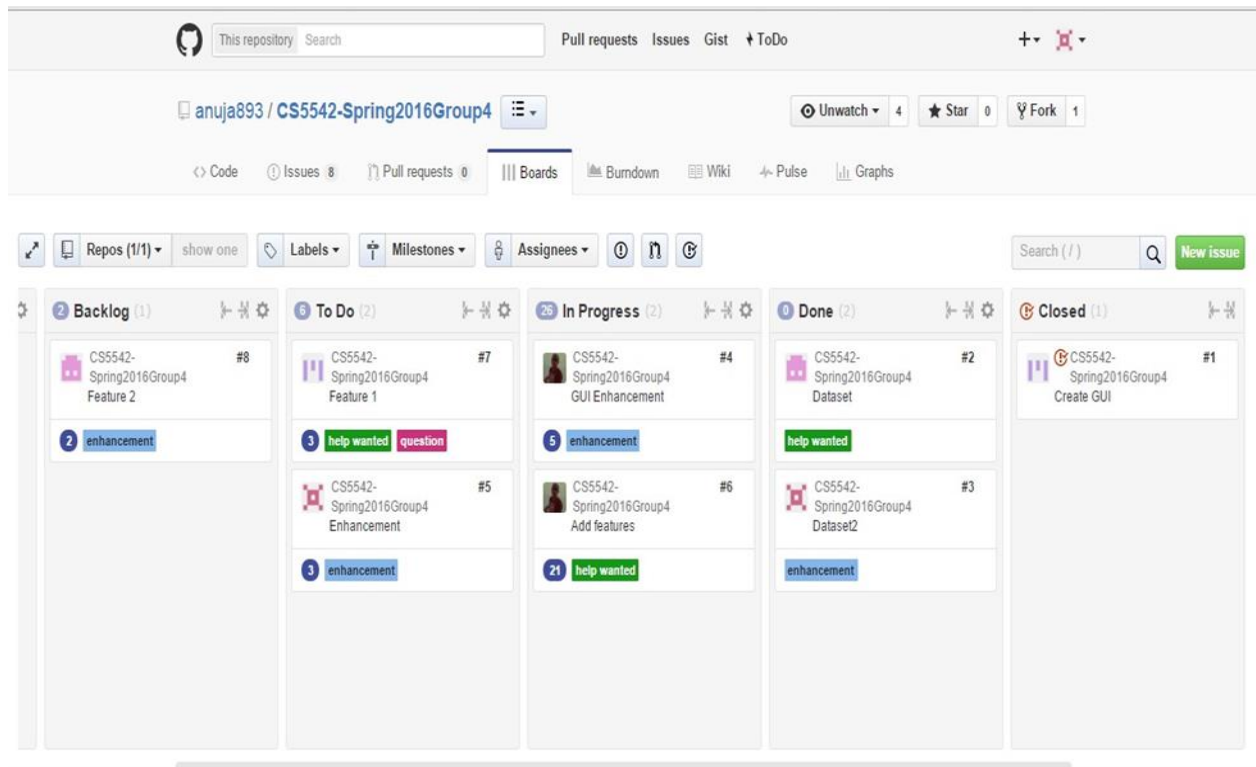 This repository Search Pull requests Issues Gist ToDo
anuja893 / CS5542-Spring2016Group4 Unwatch 4 Star 0 Fork 1
Code Issues 8 Pull requests 0 Boards Burndown Wiki Pulse Graphs
Repos (1/1) show one Labels Milestones Assignees Search ( / ) New issue
2 Backlog (1)
CS5542- #8
Spring2016Group4
Feature 2
2 enhancement
6 To Do (2)
CS5542- #7
Spring2016Group4
Feature 1
3 help wanted question
CS5542- #5
Spring2016Group4
Enhancement
3 enhancement
26 In Progress (2)
CS5542- #4
Spring2016Group4
GUI Enhancement
5 enhancement
CS5542- #6
Spring2016Group4
Add features
21 help wanted
0 Done (2)
CS5542- #2
Spring2016Group4
Dataset
help wanted
CS5542- #3
Spring2016Group4
Dataset2
enhancement
Closed (1)
CS5542- #1
Spring2016Group4
Create GUI